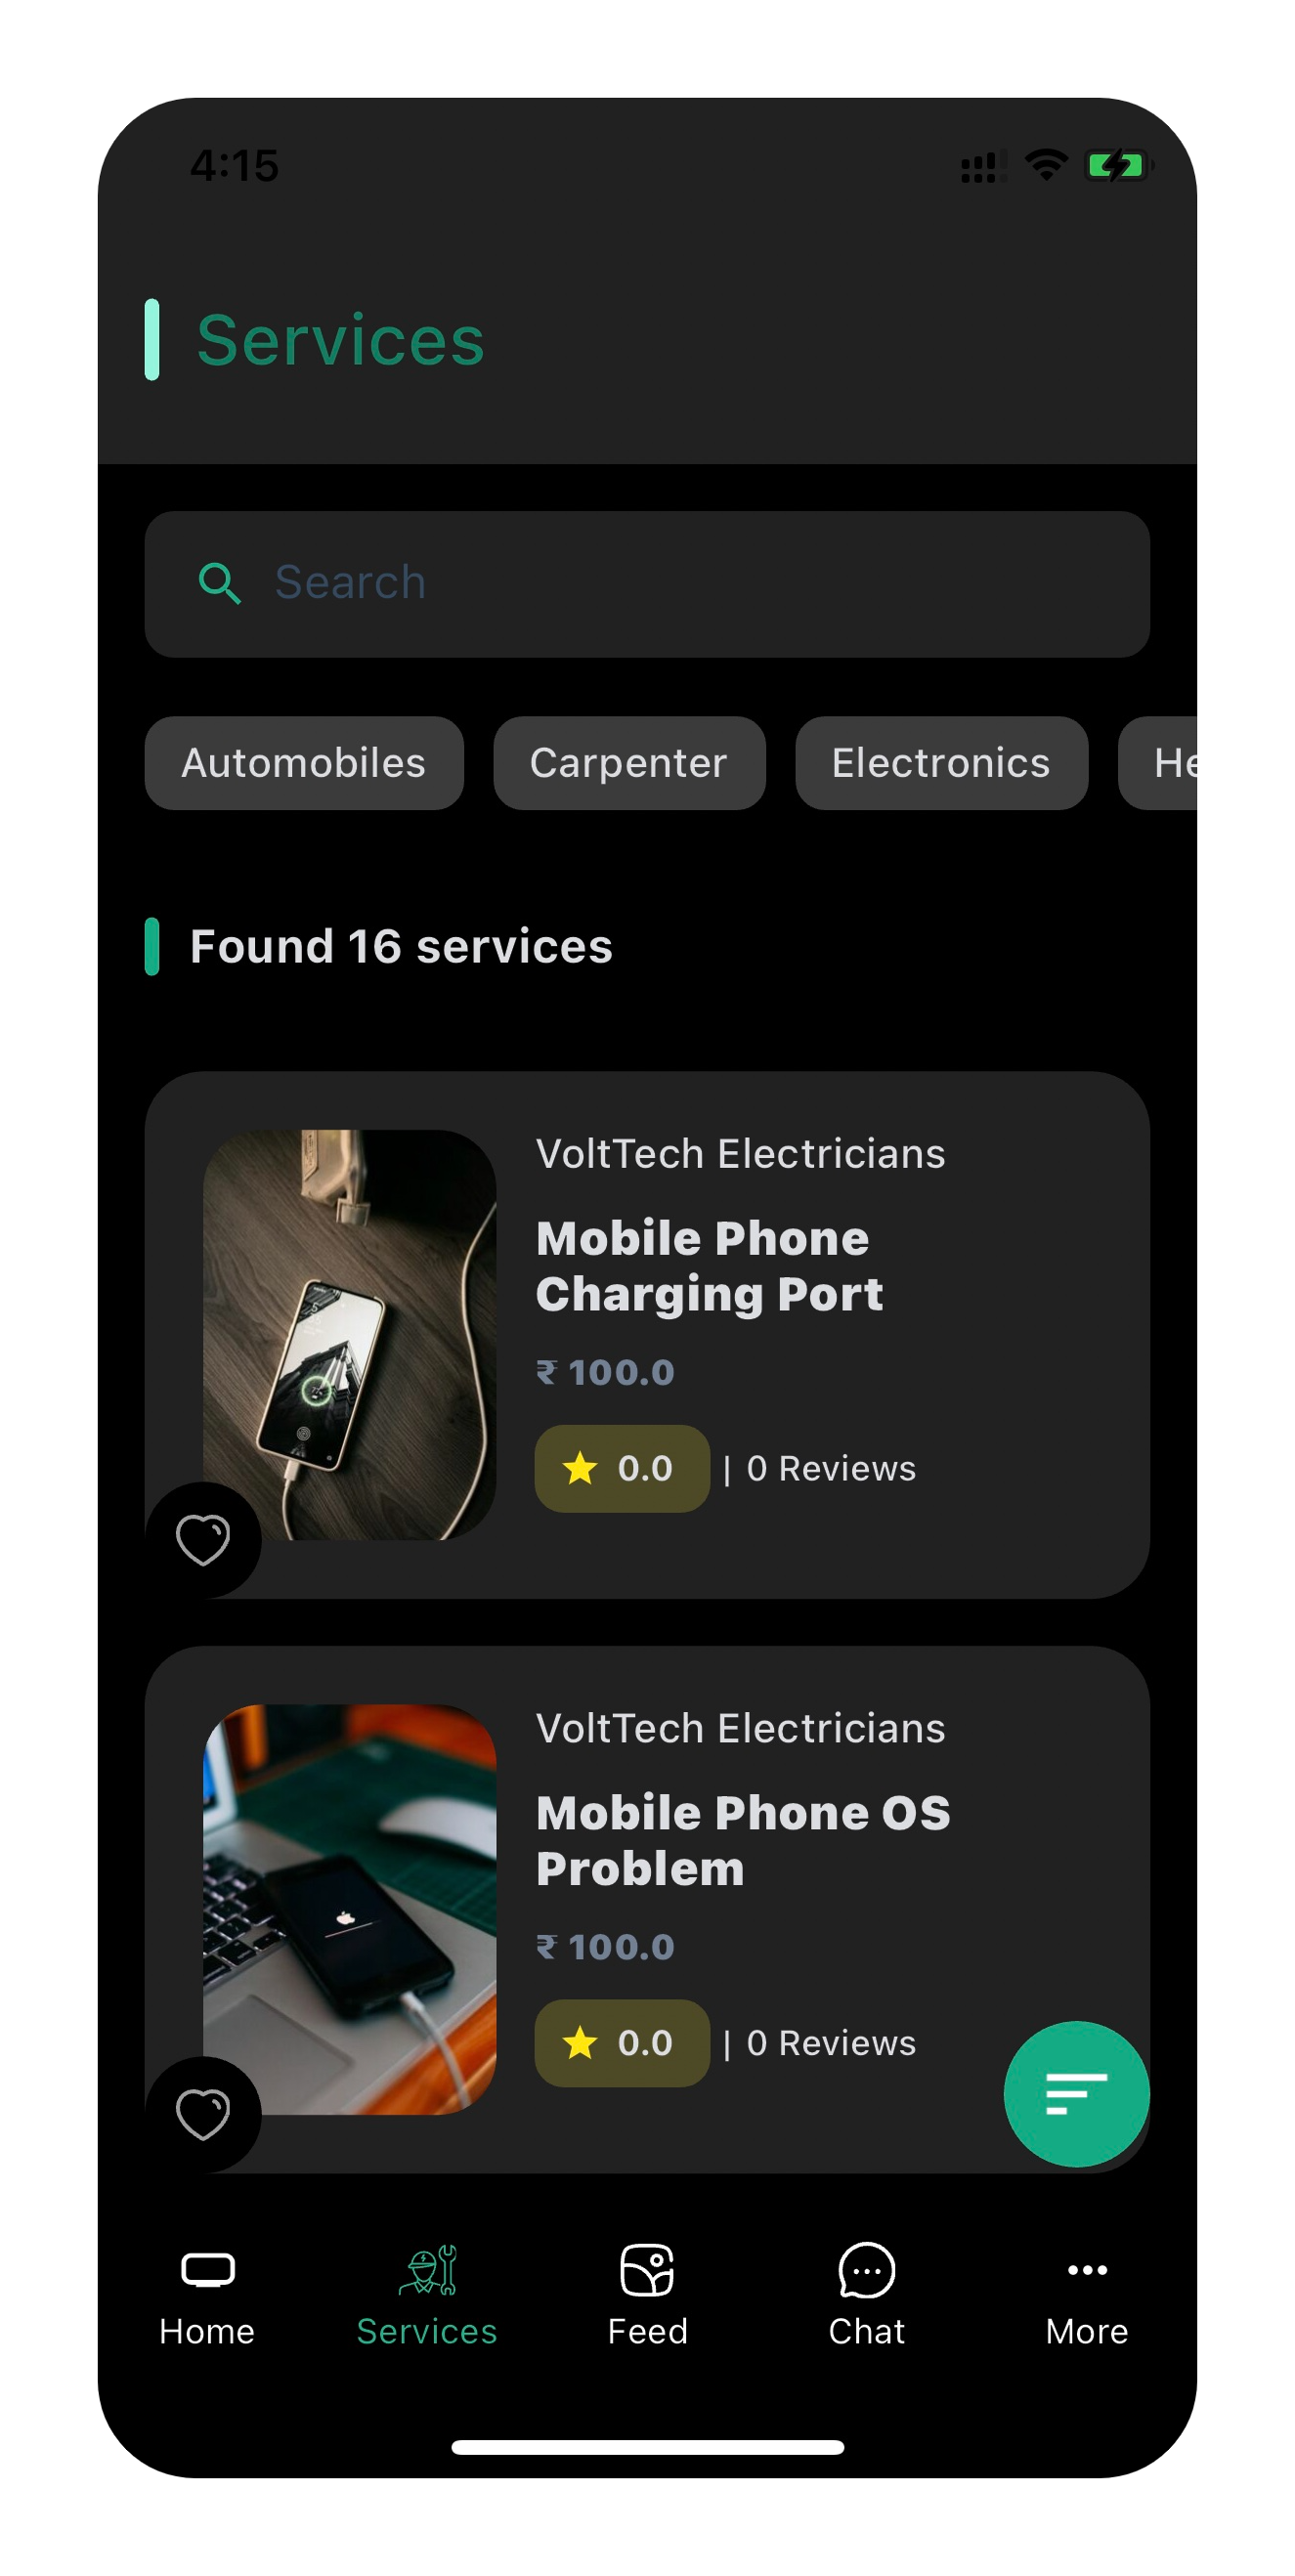 4:15
Services
Search
Automobiles Carpenter Electronics He
Found 16 services
VoltTech Electricians
Mobile Phone
Charging Port
₹ 100.0
0.0 | 0 Reviews
VoltTech Electricians
Mobile Phone OS
Problem
₹ 100.0
0.0 | 0 Reviews
Home Services Feed Chat More